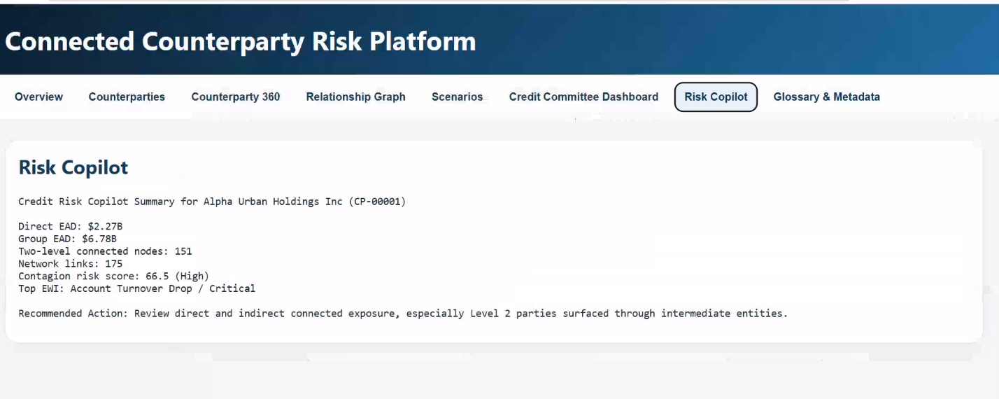 Connected Counterparty Risk Platform
Overview Counterparties Counterparty 360 Relationship Graph Scenarios Credit Committee Dashboard Risk Copilot Glossary & Metadata
Risk Copilot
Credit Risk Copilot Summary for Alpha Urban Holdings Inc (CP-00001)
Direct EAD: $2.27B
Group EAD: $6.78B
Two-level connected nodes: 151
Network links: 175
Contagion risk score: 66.5 (High)
Top EWI: Account Turnover Drop / Critical
Recommended Action: Review direct and indirect connected exposure, especially Level 2 parties surfaced through intermediate entities.